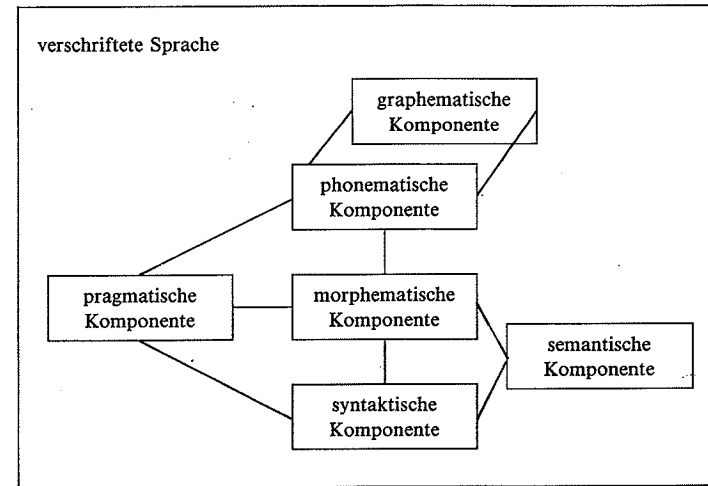 verschriftete Sprache
graphematische
Komponente
phonematische
Komponente
pragmatische
Komponente
morphematische
Komponente
semantische
Komponente
syntaktische
Komponente